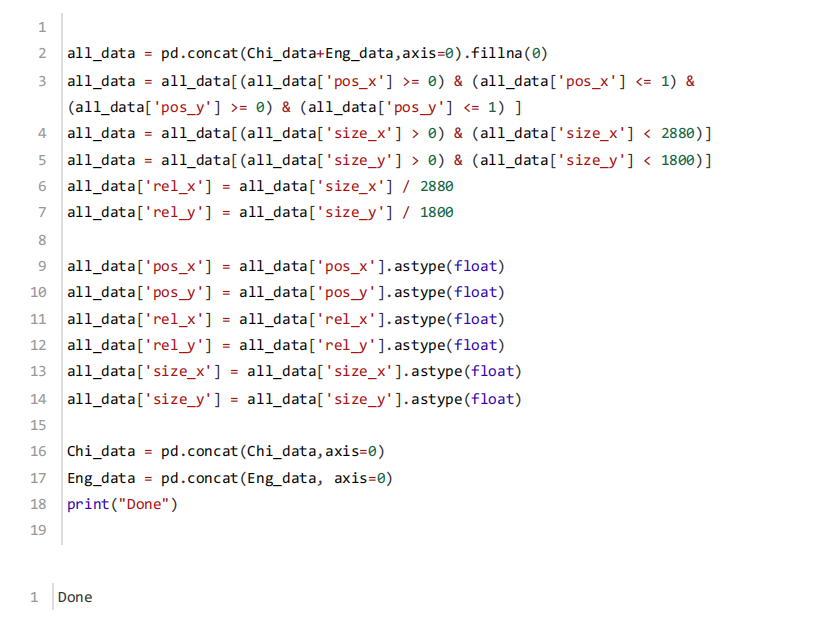 1
2 all_data = pd.concat(Chi_data+Eng_data,axis=0).fillna(0)
3 all_data = all_data[(all_data['pos_x'] >= 0) & (all_data['pos_x'] <= 1) &
(all_data['pos_y'] >= 0) & (all_data['pos_y'] <= 1) ]
4 all_data = all_data[(all_data['size_x'] > 0) & (all_data['size_x'] < 2880)]
5 all_data = all_data[(all_data['size_y'] > 0) & (all_data['size_y'] < 1800)]
6 all_data['rel_x'] = all_data['size_x'] / 2880
7 all_data['rel_y'] = all_data['size_y'] / 1800
8
9 all_data['pos_x'] = all_data['pos_x'].astype(float)
10 all_data['pos_y'] = all_data['pos_y'].astype(float)
11 all_data['rel_x'] = all_data['rel_x'].astype(float)
12 all_data['rel_y'] = all_data['rel_y'].astype(float)
13 all_data['size_x'] = all_data['size_x'].astype(float)
14 all_data['size_y'] = all_data['size_y'].astype(float)
15
16 Chi_data = pd.concat(Chi_data,axis=0)
17 Eng_data = pd.concat(Eng_data, axis=0)
18 print("Done")
19
1 Done